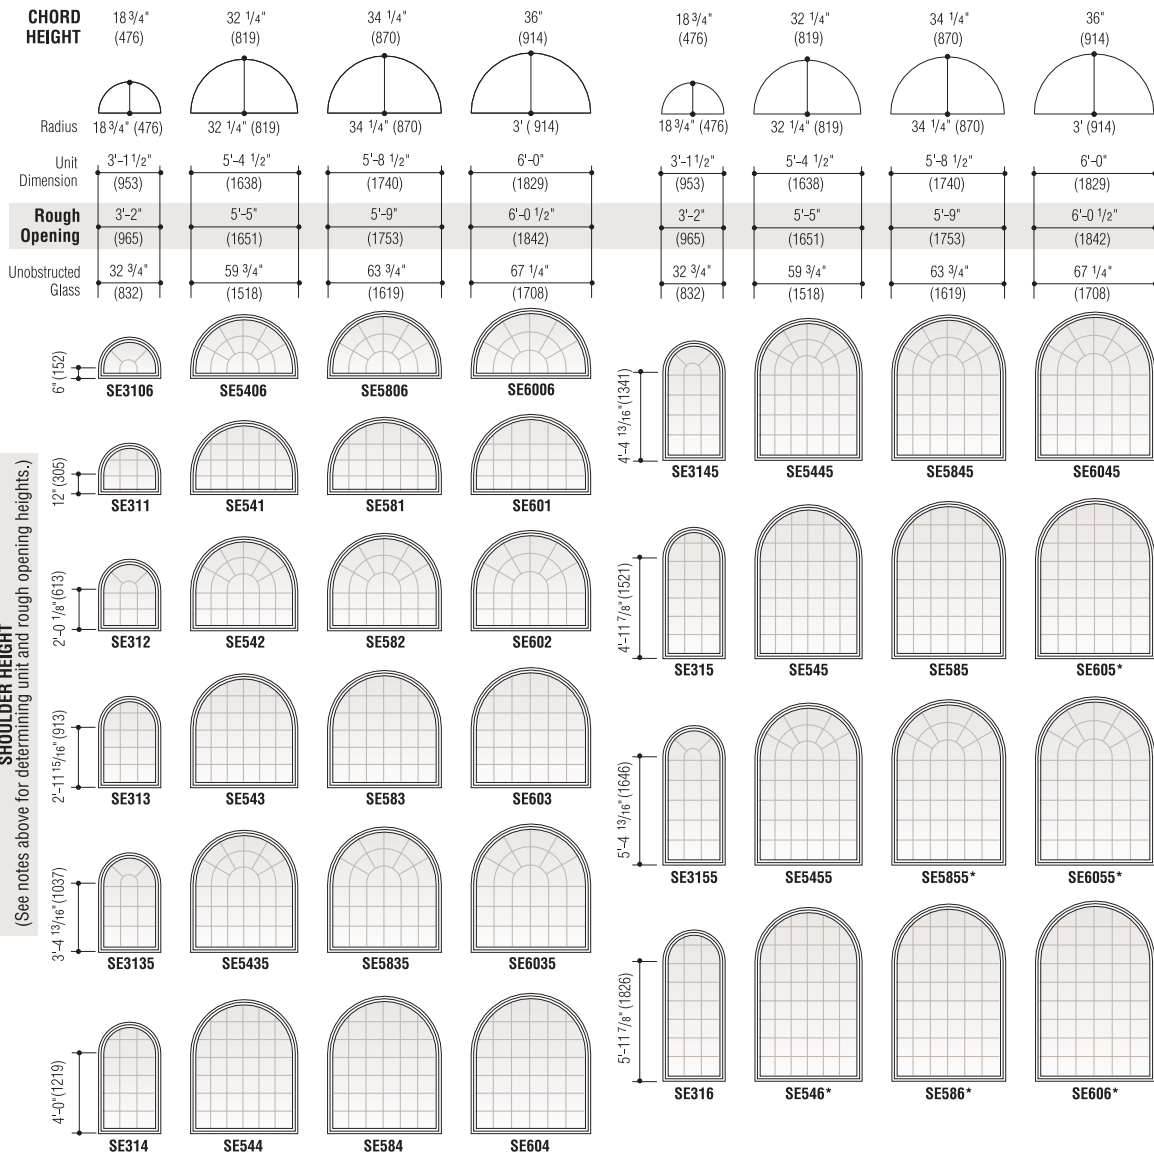 CHORD HEIGHT
18 3/4" 32 1/4" 34 1/4" 36" 18 3/4" 32 1/4" 34 1/4" 36"
(476) (819) (870) (914) (476) (819) (870) (914)
Radius 18 3/4" (476) 32 1/4" (819) 34 1/4" (870) 3' ( 914) 18 3/4" (476) 32 1/4" (819) 34 1/4" (870) 3' (914)
Unit Dimension
3'-1 1/2" 5'-4 1/2" 5'-8 1/2" 6'-0" 3'-1 1/2" 5'-4 1/2" 5'-8 1/2" 6'-0"
(953) (1638) (1740) (1829) (953) (1638) (1740) (1829)
Rough Opening
3'-2" 5'-5" 5'-9" 6'-0 1/2" 3'-2" 5'-5" 5'-9" 6'-0 1/2"
(965) (1651) (1753) (1842) (965) (1651) (1753) (1842)
Unobstructed Glass
32 3/4" 59 3/4" 63 3/4" 67 1/4" 32 3/4" 59 3/4" 63 3/4" 67 1/4"
(832) (1518) (1619) (1708) (832) (1518) (1619) (1708)
SHOULDER HEIGHT
(See notes above for determining unit and rough opening heights.)
6" (152)
SE3106 SE5406 SE5806 SE6006
12" (305)
SE311 SE541 SE581 SE601
2'-0 1/8" (613)
SE312 SE542 SE582 SE602
2'-11 15/16" (913)
SE313 SE543 SE583 SE603
3'-4 13/16" (1037)
SE3135 SE5435 SE5835 SE6035
4'-0" (1219)
SE314 SE544 SE584 SE604
4'-4 13/16" (1341)
SE3145 SE5445 SE5845 SE6045
4'-11 7/8" (1521)
SE315 SE545 SE585 SE605*
5'-4 13/16" (1646)
SE3155 SE5455 SE5855* SE6055*
5'-11 7/8" (1826)
SE316 SE546* SE586* SE606*